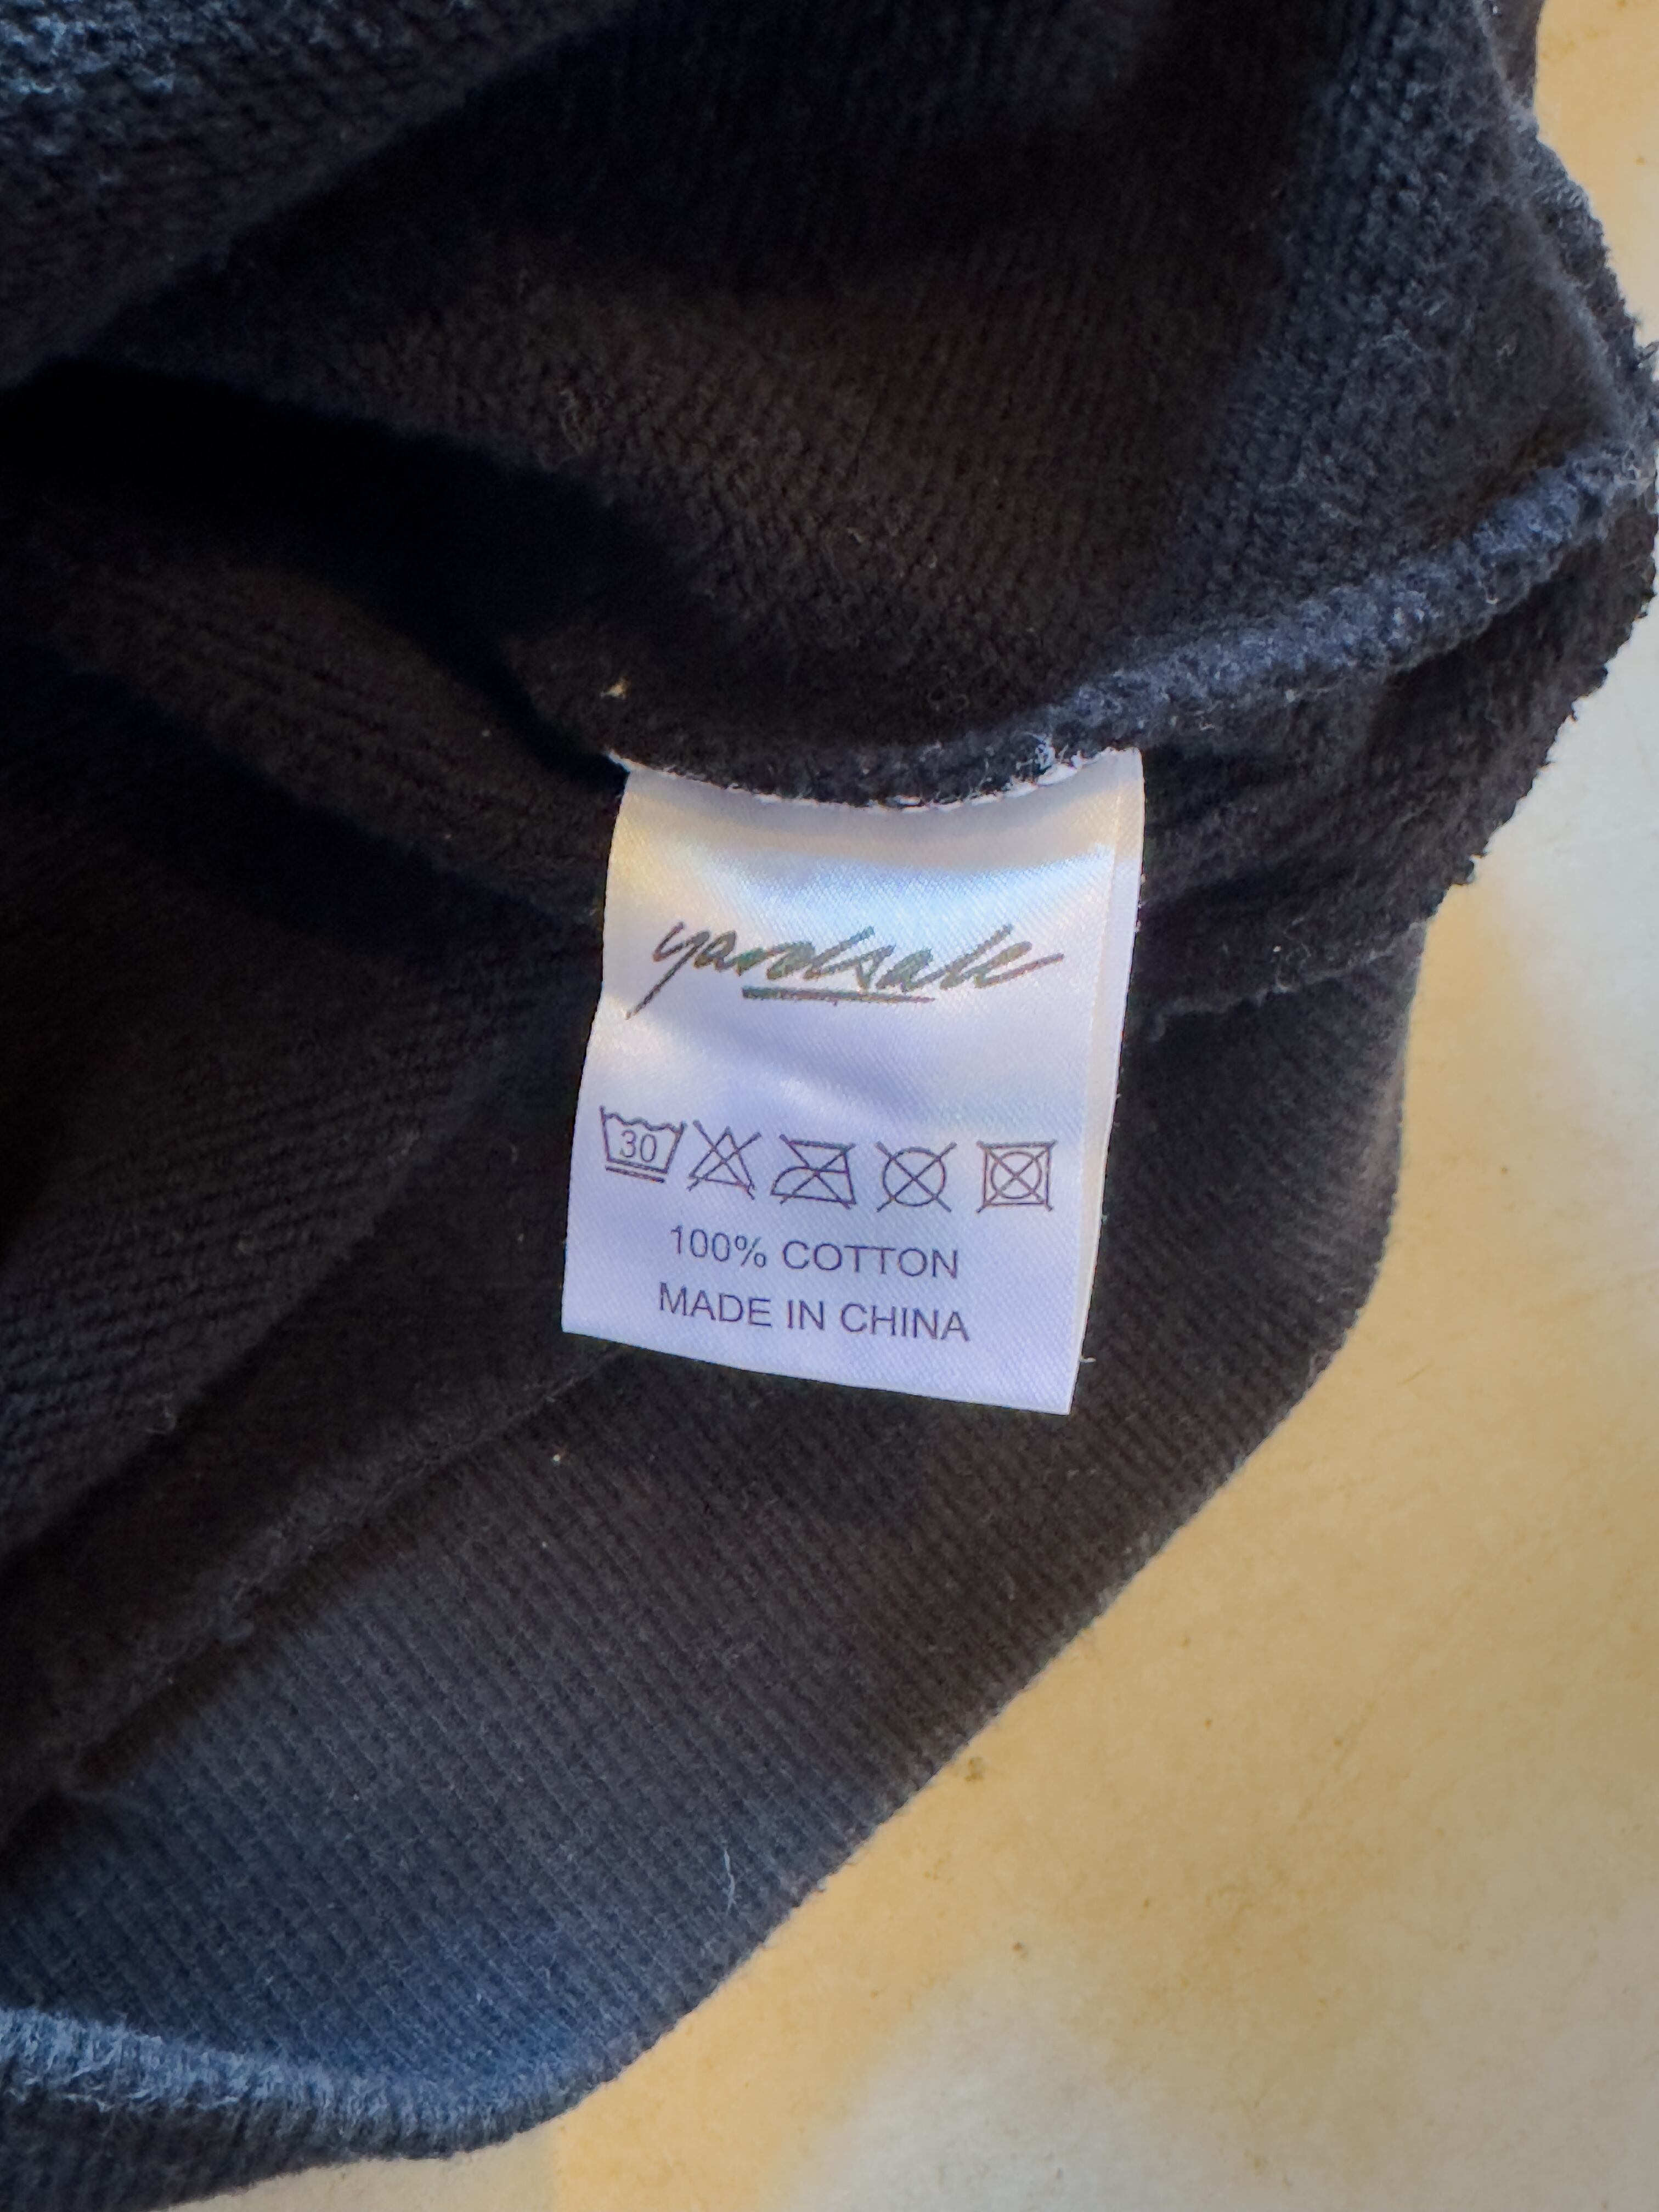 yardsale
30
100% COTTON
MADE IN CHINA